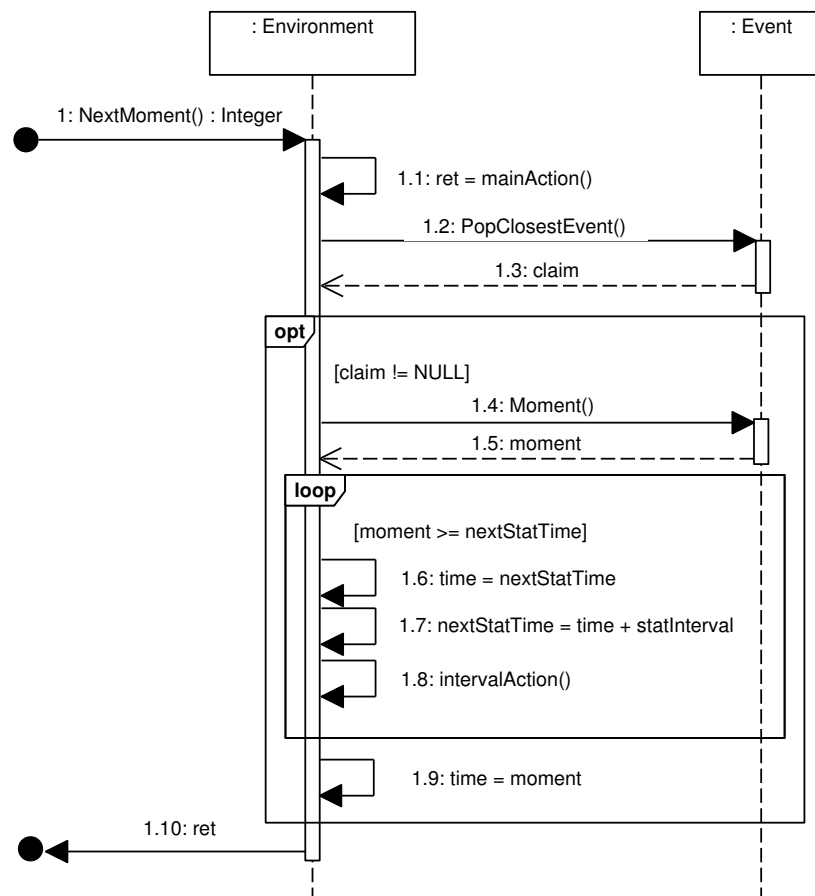 : Environment
: Event
1: NextMoment() : Integer
1.1: ret = mainAction()
1.2: PopClosestEvent()
1.3: claim
opt
[claim != NULL]
1.4: Moment()
1.5: moment
loop
[moment >= nextStatTime]
1.6: time = nextStatTime
1.7: nextStatTime = time + statInterval
1.8: intervalAction()
1.9: time = moment
1.10: ret